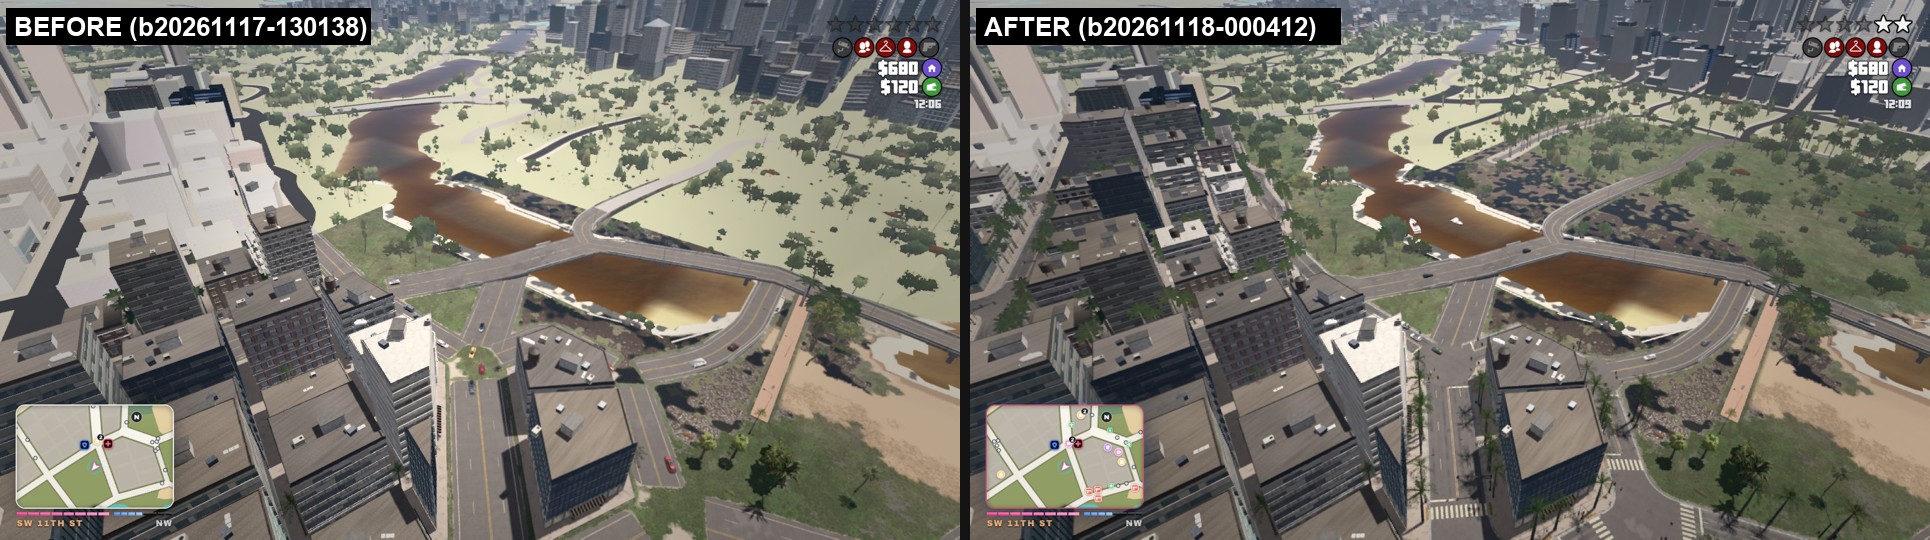 BEFORE (b20261117-130138)
$680
$120
12:06
N
SW 11TH ST
NW
AFTER (b20261118-000412)
$680
$120
12:09
N
SW 11TH ST
NW